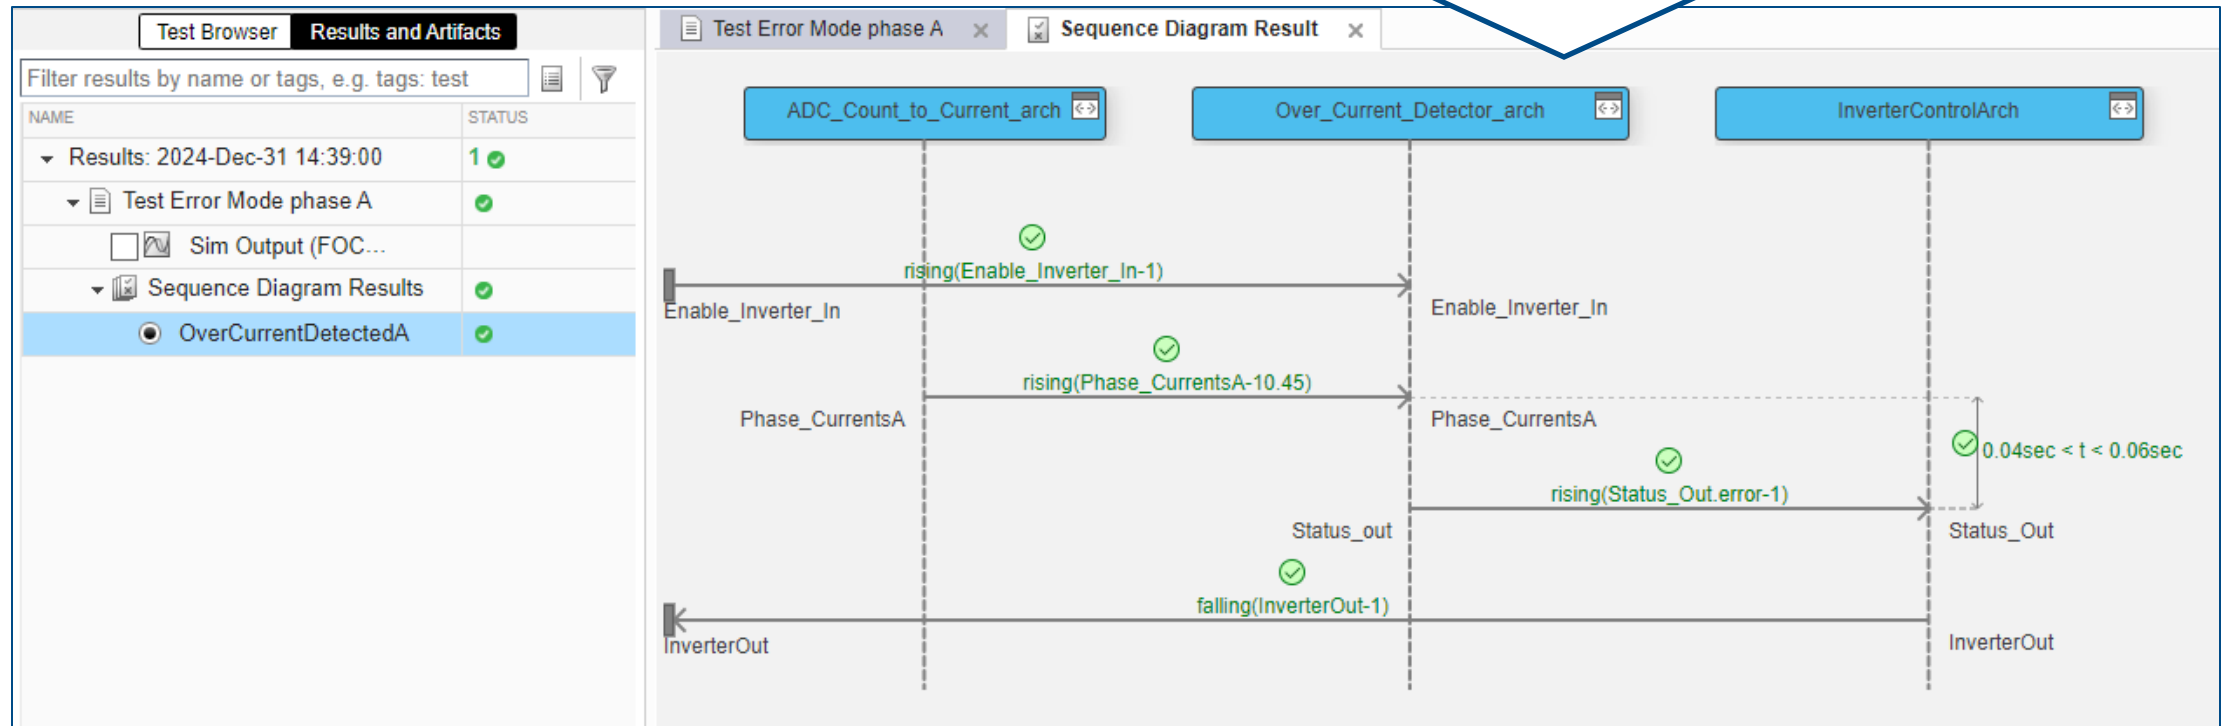 Test Browser Results and Artifacts
Filter results by name or tags, e.g. tags: test
NAME STATUS
Results: 2024-Dec-31 14:39:00 1
Test Error Mode phase A
Sim Output (FOC...
Sequence Diagram Results
OverCurrentDetectedA
Test Error Mode phase A Sequence Diagram Result
ADC_Count_to_Current_arch Over_Current_Detector_arch InverterControlArch
rising(Enable_Inverter_In-1)
Enable_Inverter_In Enable_Inverter_In
rising(Phase_CurrentsA-10.45)
Phase_CurrentsA Phase_CurrentsA
0.04sec < t < 0.06sec
rising(Status_Out.error-1)
Status_out Status_Out
falling(InverterOut-1)
InverterOut InverterOut